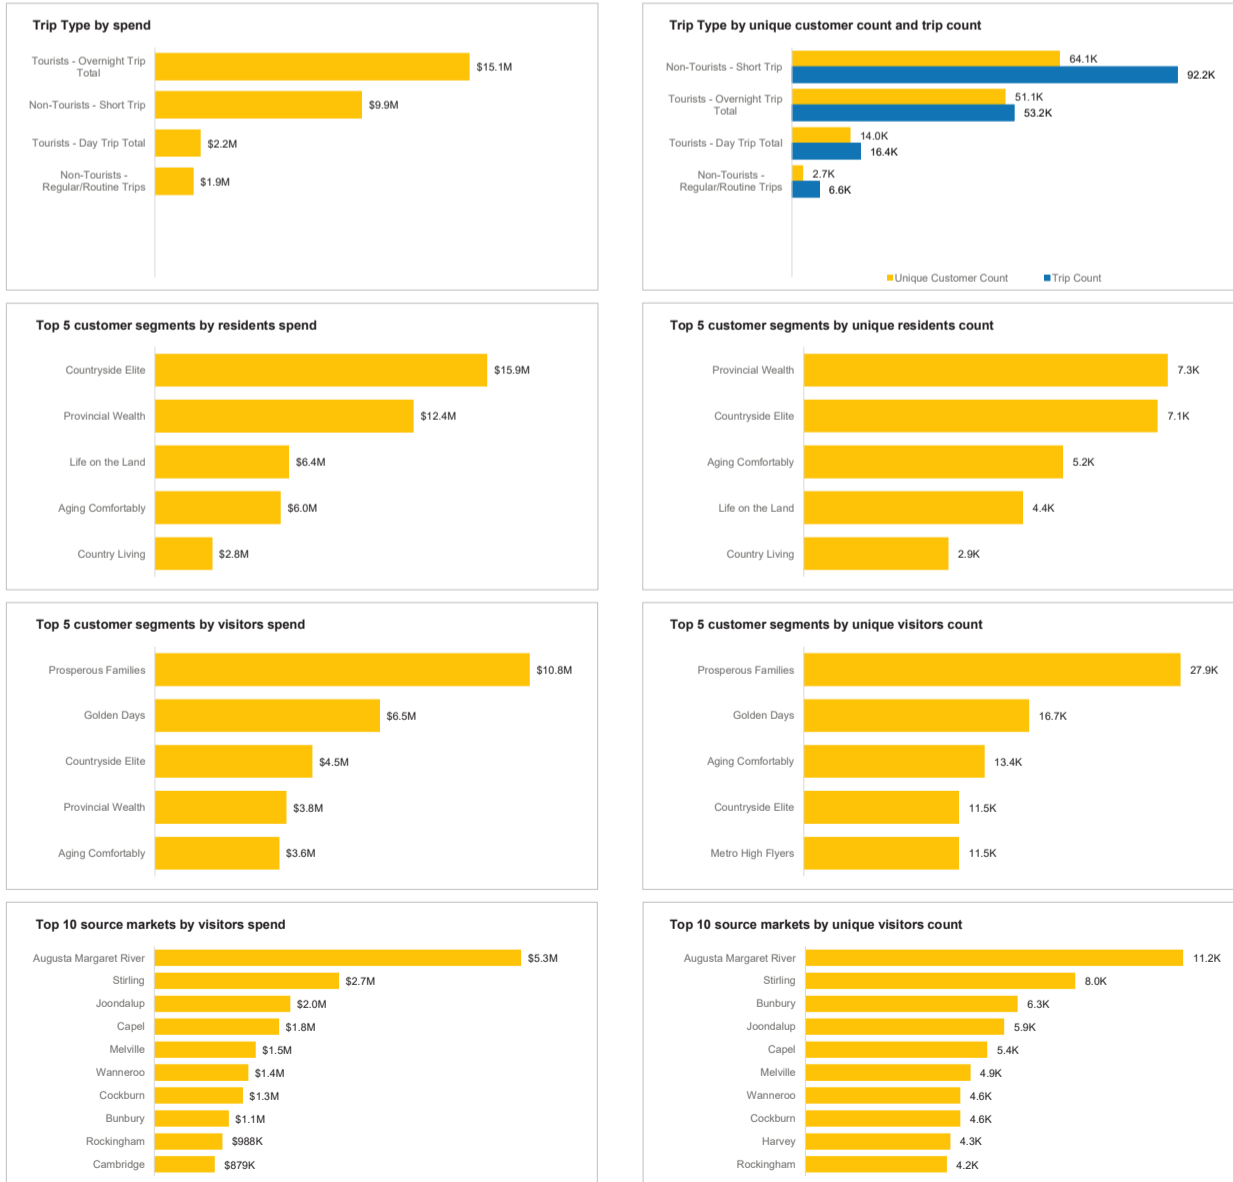 Trip Type by spend
Tourists - Overnight Trip
Total
$15.1M
Non-Tourists - Short Trip
$9.9M
Tourists - Day Trip Total
$2.2M
Non-Tourists -
Regular/Routine Trips
$1.9M
Trip Type by unique customer count and trip count
Non-Tourists - Short Trip
64.1K
92.2K
Tourists - Overnight Trip
Total
51.1K
53.2K
Tourists - Day Trip Total
14.0K
16.4K
Non-Tourists -
Regular/Routine Trips
2.7K
6.6K
Unique Customer Count
Trip Count
Top 5 customer segments by residents spend
Countryside Elite
$15.9M
Provincial Wealth
$12.4M
Life on the Land
$6.4M
Aging Comfortably
$6.0M
Country Living
$2.8M
Top 5 customer segments by unique residents count
Provincial Wealth
7.3K
Countryside Elite
7.1K
Aging Comfortably
5.2K
Life on the Land
4.4K
Country Living
2.9K
Top 5 customer segments by visitors spend
Prosperous Families
$10.8M
Golden Days
$6.5M
Countryside Elite
$4.5M
Provincial Wealth
$3.8M
Aging Comfortably
$3.6M
Top 5 customer segments by unique visitors count
Prosperous Families
27.9K
Golden Days
16.7K
Aging Comfortably
13.4K
Countryside Elite
11.5K
Metro High Flyers
11.5K
Top 10 source markets by visitors spend
Augusta Margaret River
$5.3M
Stirling
$2.7M
Joondalup
$2.0M
Capel
$1.8M
Melville
$1.5M
Wanneroo
$1.4M
Cockburn
$1.3M
Bunbury
$1.1M
Rockingham
$988K
Cambridge
$879K
Top 10 source markets by unique visitors count
Augusta Margaret River
11.2K
Stirling
8.0K
Bunbury
6.3K
Joondalup
5.9K
Capel
5.4K
Melville
4.9K
Wanneroo
4.6K
Cockburn
4.6K
Harvey
4.3K
Rockingham
4.2K